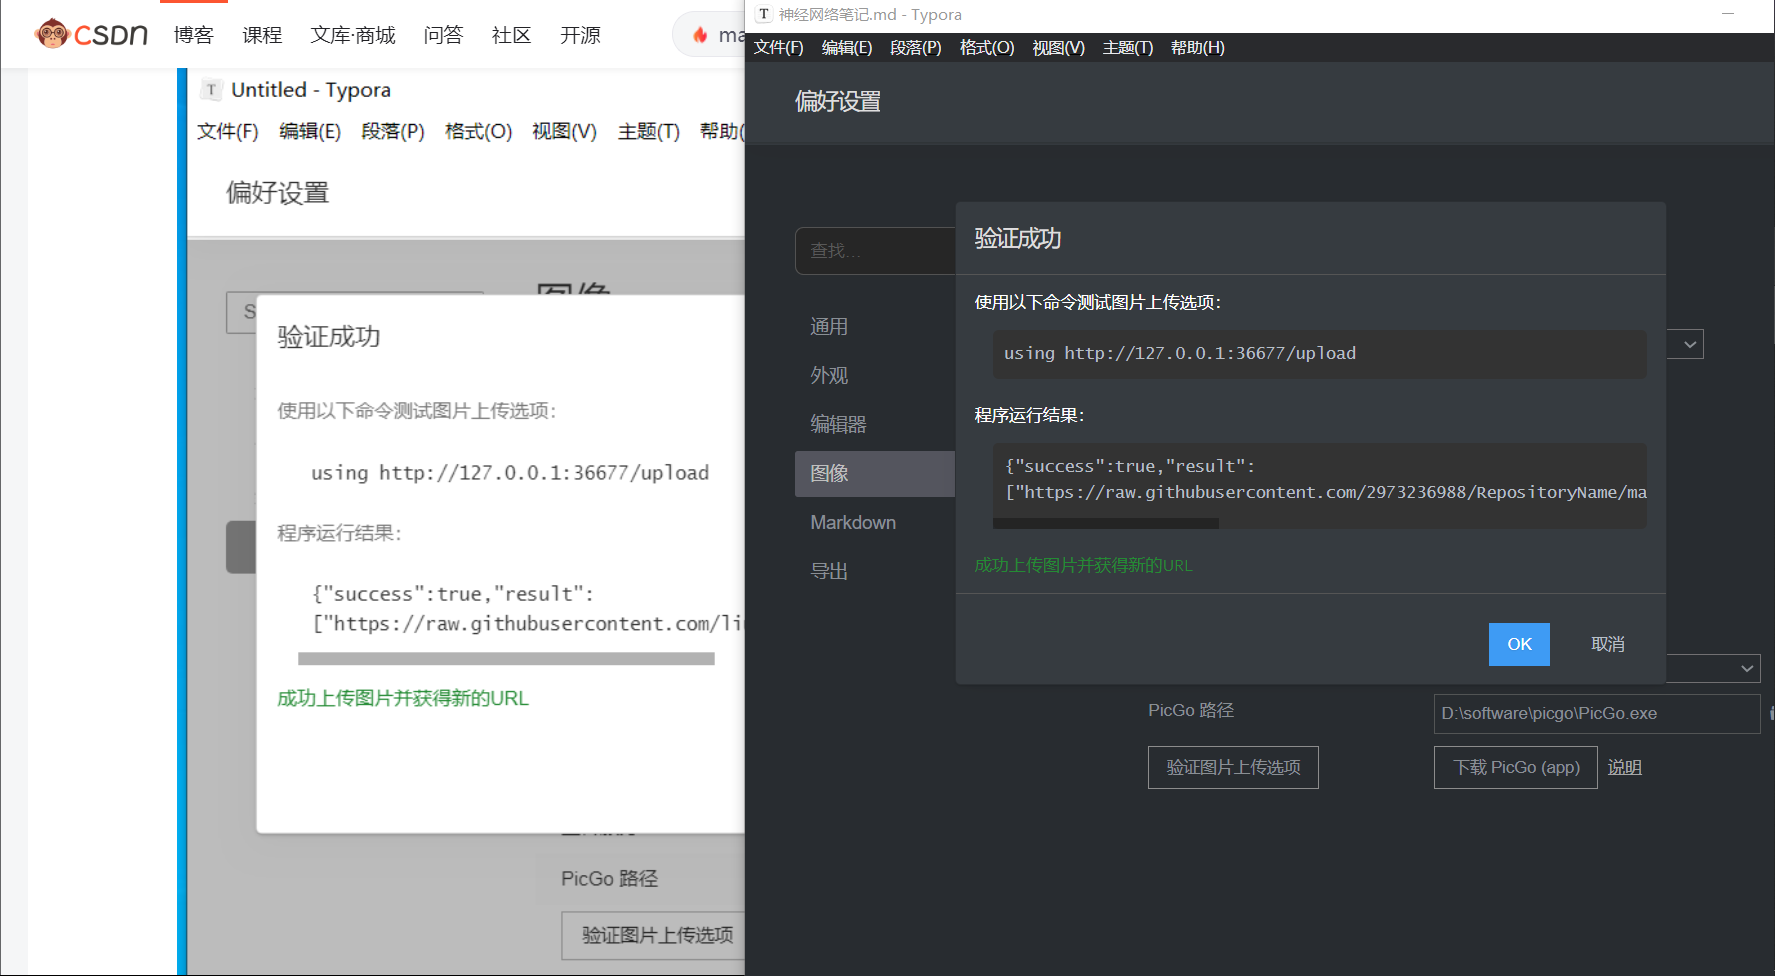 CSDN 博客 课程 文库·商城 问答 社区 开源 ma
T Untitled - Typora
文件(F) 编辑(E) 段落(P) 格式(O) 视图(V) 主题(T) 帮助(
偏好设置
图像
S
验证成功
使用以下命令测试图片上传选项：
using http://127.0.0.1:36677/upload
程序运行结果：
{"success":true,"result":
["https://raw.githubusercontent.com/li
成功上传图片并获得新的URL
PicGo 路径
验证图片上传选项
T 神经网络笔记.md - Typora
文件(F) 编辑(E) 段落(P) 格式(O) 视图(V) 主题(T) 帮助(H)
偏好设置
查找...
通用
外观
编辑器
图像
Markdown
导出
验证成功
使用以下命令测试图片上传选项：
using http://127.0.0.1:36677/upload
程序运行结果：
{"success":true,"result":
["https://raw.githubusercontent.com/2973236988/RepositoryName/ma
成功上传图片并获得新的URL
OK 取消
PicGo 路径 D:\software\picgo\PicGo.exe
验证图片上传选项 下载 PicGo (app) 说明